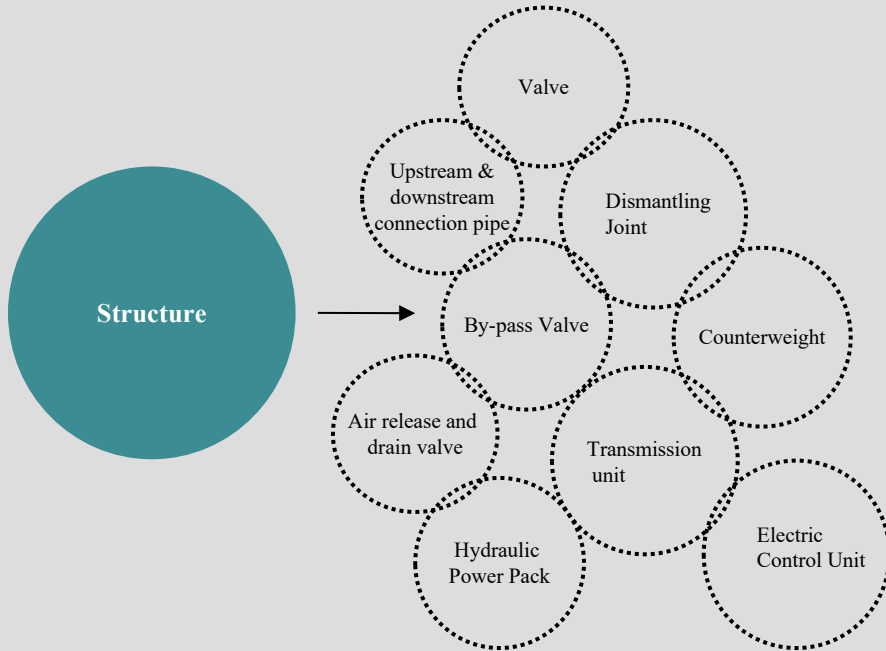 Valve
Upstream &
downstream
connection pipe
Dismantling
Joint
Structure
By-pass Valve
Counterweight
Air release and
drain valve
Transmission
unit
Hydraulic
Power Pack
Electric
Control Unit